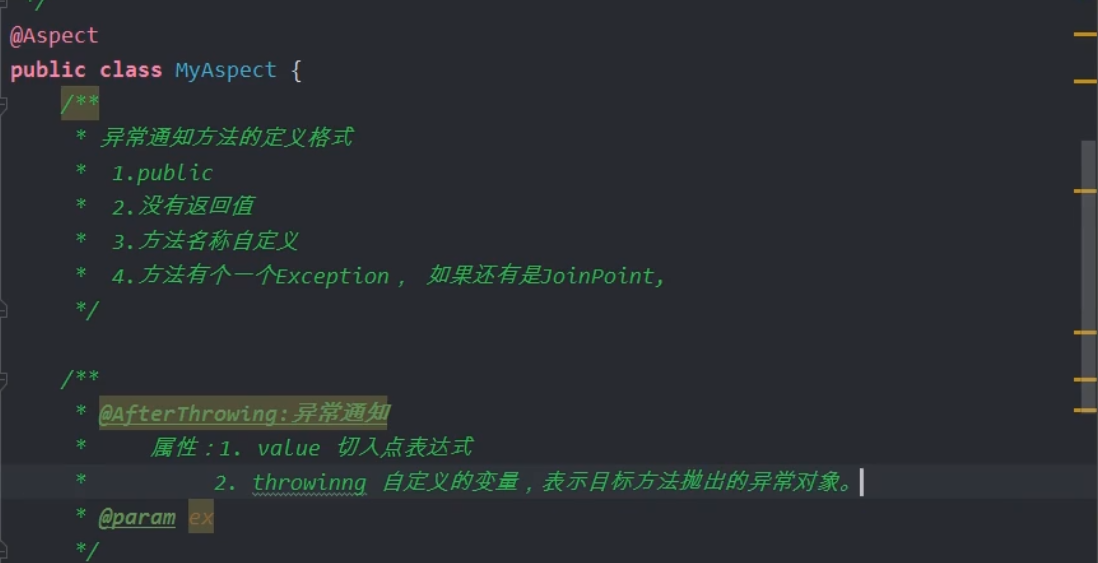 */
@Aspect
public class MyAspect {
/**
* 异常通知方法的定义格式
* 1.public
* 2.没有返回值
* 3.方法名称自定义
* 4.方法有个一个Exception， 如果还有是JoinPoint,
*/
/**
* @AfterThrowing:异常通知
* 属性：1. value 切入点表达式
* 2. throwinng 自定义的变量，表示目标方法抛出的异常对象。
* @param ex
*/